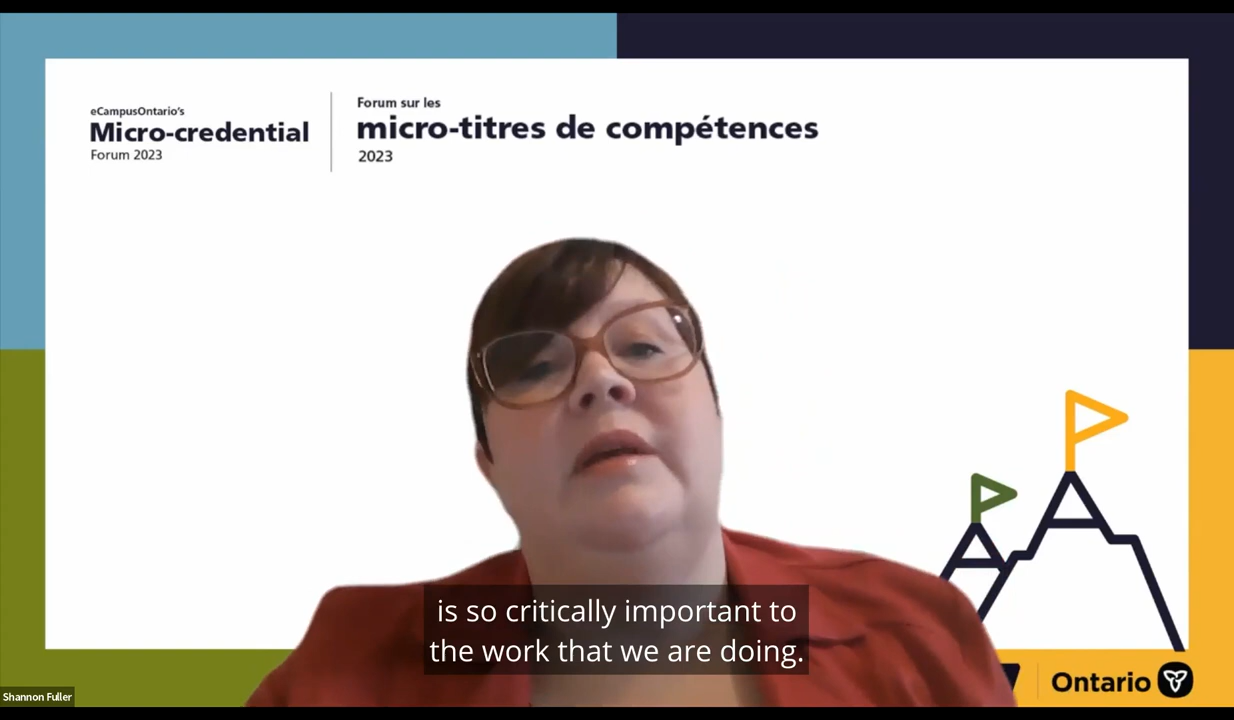 eCampusOntario's
Micro-credential
Forum 2023
Forum sur les
micro-titres de compétences
2023
is so critically important to
the work that we are doing.
Shannon Fuller
Ontario